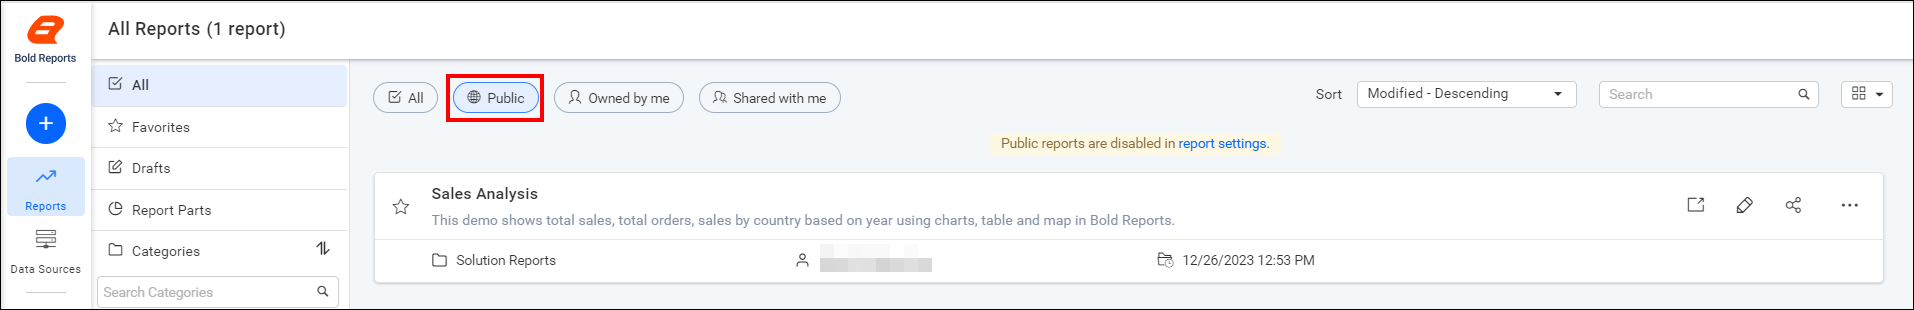 Bold Reports
Reports
Data Sources
All Reports (1 report)
All
Favorites
Drafts
Report Parts
Categories
Search Categories
All
Public
Owned by me
Shared with me
Sort
Modified - Descending
Search
Public reports are disabled in report settings.
Sales Analysis
This demo shows total sales, total orders, sales by country based on year using charts, table and map in Bold Reports.
Solution Reports
12/26/2023 12:53 PM